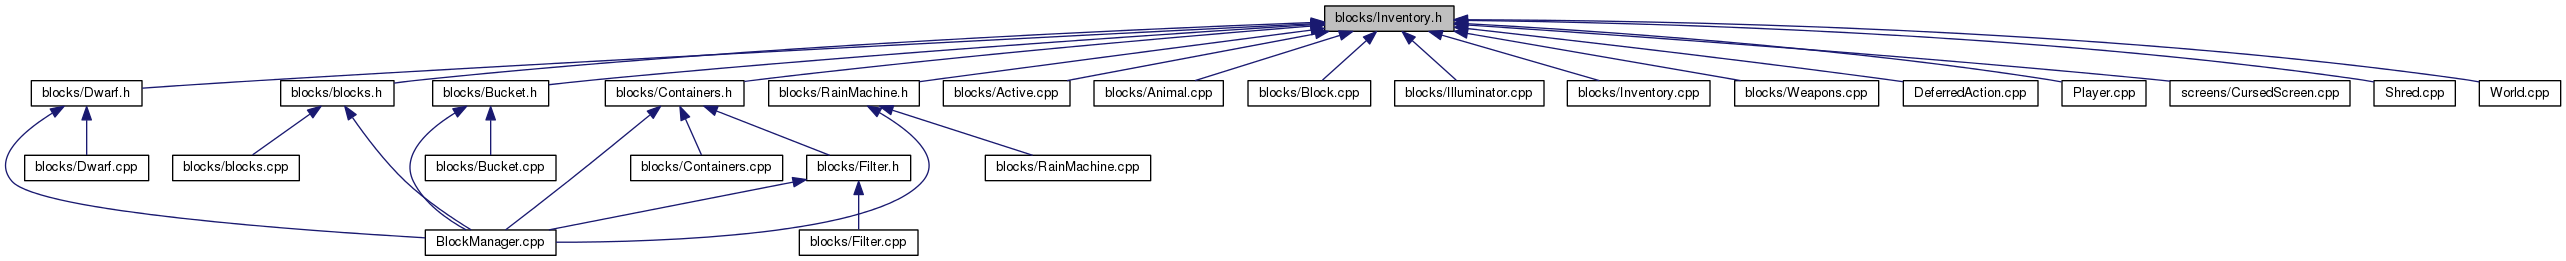 blocks/Inventory.h
blocks/Dwarf.h
blocks/blocks.h
blocks/Bucket.h
blocks/Containers.h
blocks/RainMachine.h
blocks/Active.cpp
blocks/Animal.cpp
blocks/Block.cpp
blocks/Illuminator.cpp
blocks/Inventory.cpp
blocks/Weapons.cpp
DeferredAction.cpp
Player.cpp
screens/CursedScreen.cpp
Shred.cpp
World.cpp
blocks/Dwarf.cpp
blocks/blocks.cpp
blocks/Bucket.cpp
blocks/Containers.cpp
blocks/Filter.h
blocks/RainMachine.cpp
BlockManager.cpp
blocks/Filter.cpp